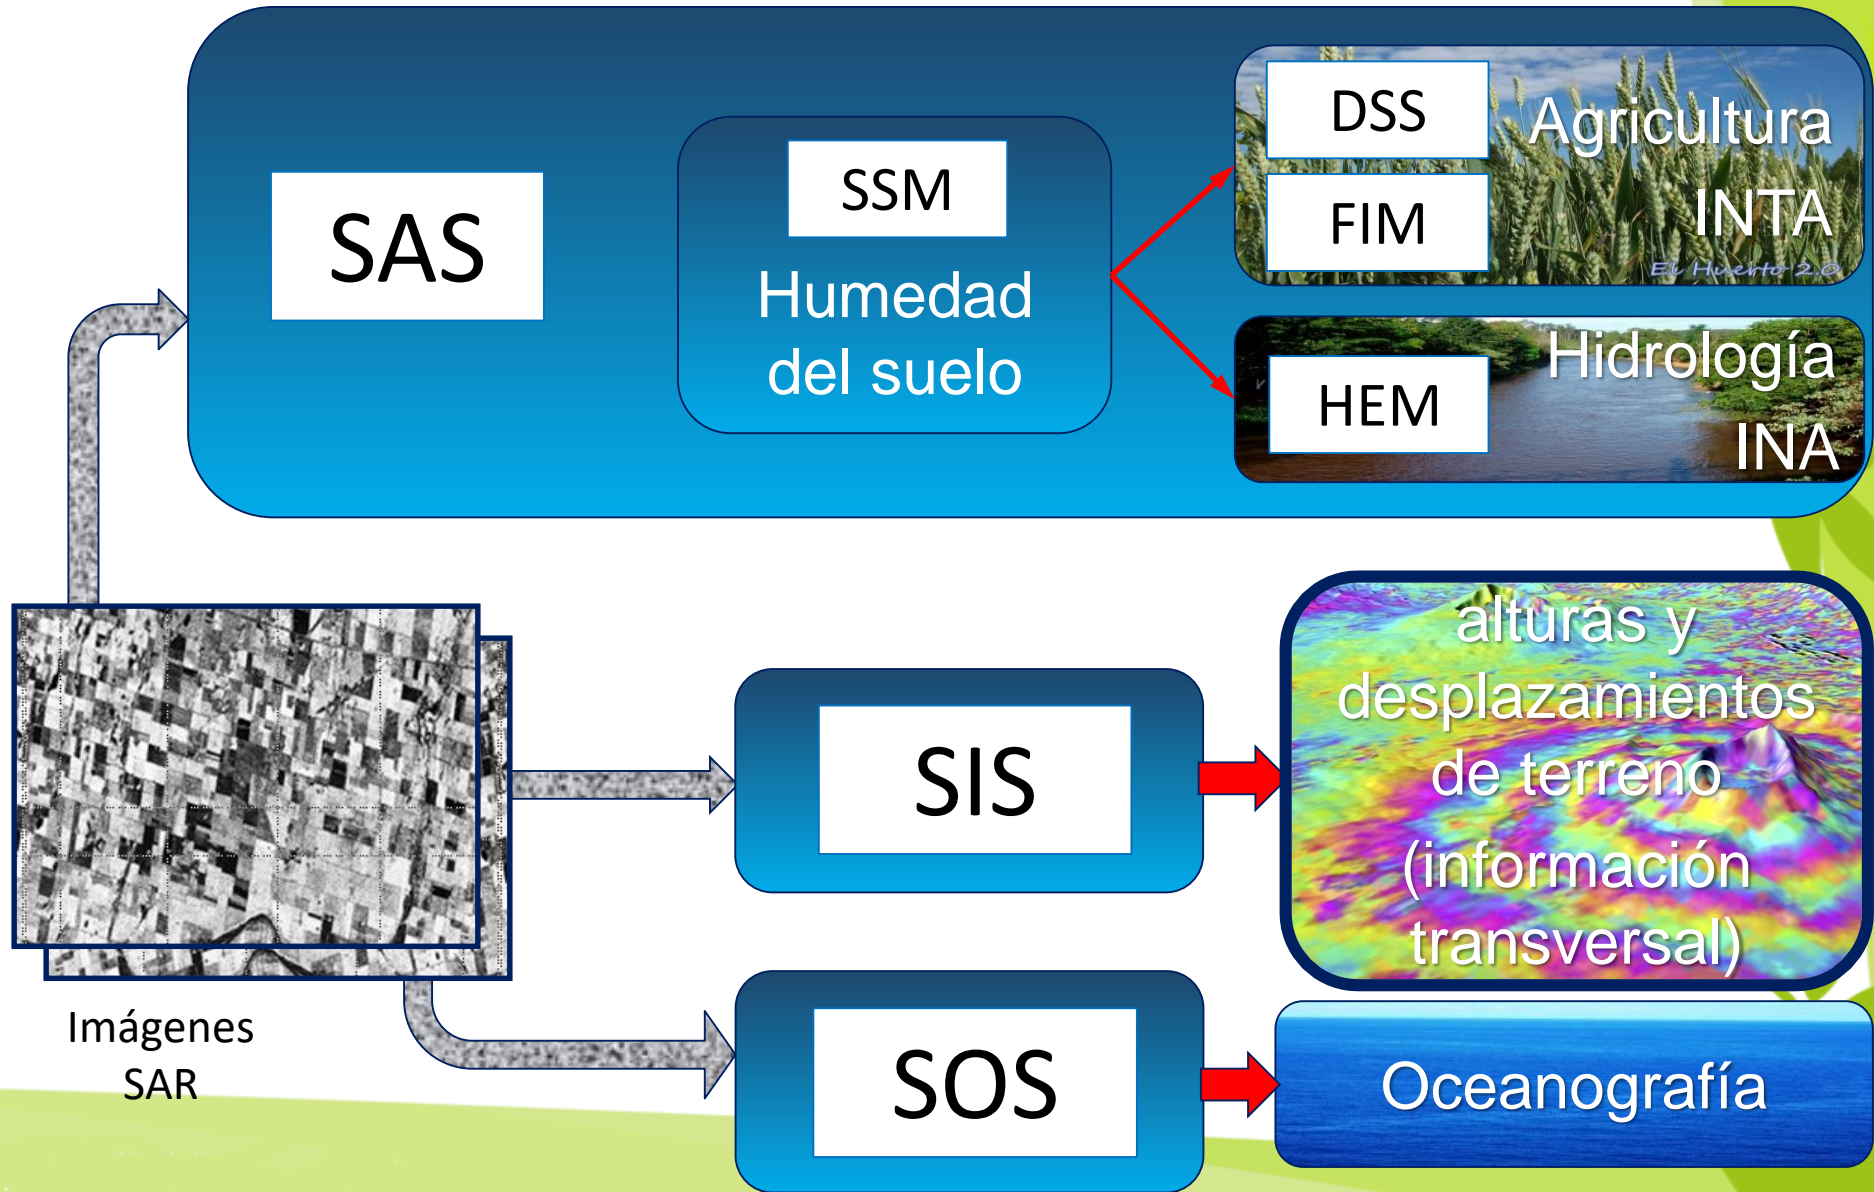 SAS
SSM
Humedad
del suelo
DSS
FIM
Agricultura
INTA
El Huerto 2.0
HEM
Hidrología
INA
Imágenes
SAR
SIS
alturas y
desplazamientos
de terreno
(información
transversal)
SOS
Oceanografía